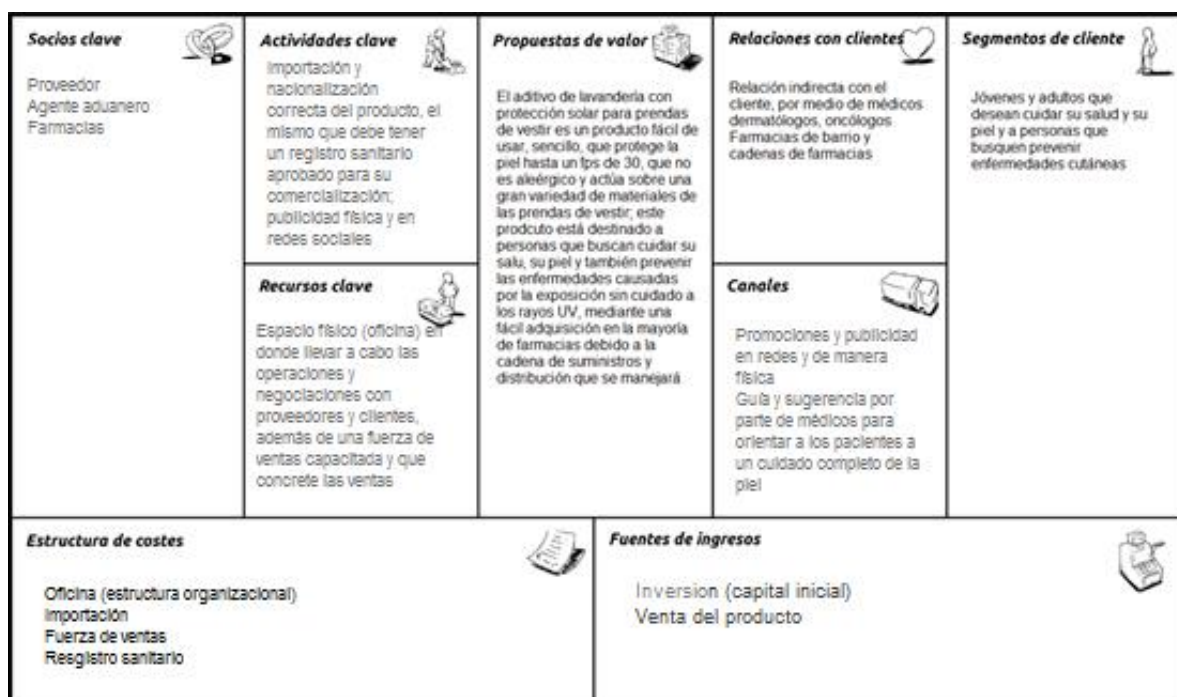 Socios clave
Proveedor
Agente aduanero
Farmacias
Actividades clave
Importación y
nacionalización
correcta del producto, el
mismo que debe tener
un registro sanitario
aprobado para su
comercialización;
publicidad física y en
redes sociales
Recursos clave
Espacio físico (oficina) en
donde llevar a cabo las
operaciones y
negociaciones con
proveedores y clientes,
además de una fuerza de
ventas capacitada y que
concrete las ventas
Propuestas de valor
El aditivo de lavandería con
protección solar para prendas
de vestir es un producto fácil de
usar, sencillo, que protege la
piel hasta un fps de 30, que no
es aleérgico y actúa sobre una
gran variedad de materiales de
las prendas de vestir; este
prodcuto está destinado a
personas que buscan cuidar su
salu, su piel y también prevenir
las enfermedades causadas
por la exposición sin cuidado a
los rayos UV, mediante una
fácil adquisición en la mayoría
de farmacias debido a la
cadena de suministros y
distribución que se manejará
Relaciones con clientes
Relación indirecta con el
cliente, por medio de médicos
dermatólogos, oncólogos
Farmacias de barrio y
cadenas de farmacias
Canales
Promociones y publicidad
en redes y de manera
física
Guía y sugerencia por
parte de médicos para
orientar a los pacientes a
un cuidado completo de la
piel
Segmentos de cliente
Jóvenes y adutos que
desean cuidar su salud y su
piel y a personas que
busquen prevenir
enfermedades cutáneas
Estructura de costes
Oficina (estructura organizacional)
Importación
Fuerza de ventas
Resgistro sanitario
Fuentes de ingresos
Inversion (capital inicial)
Venta del producto